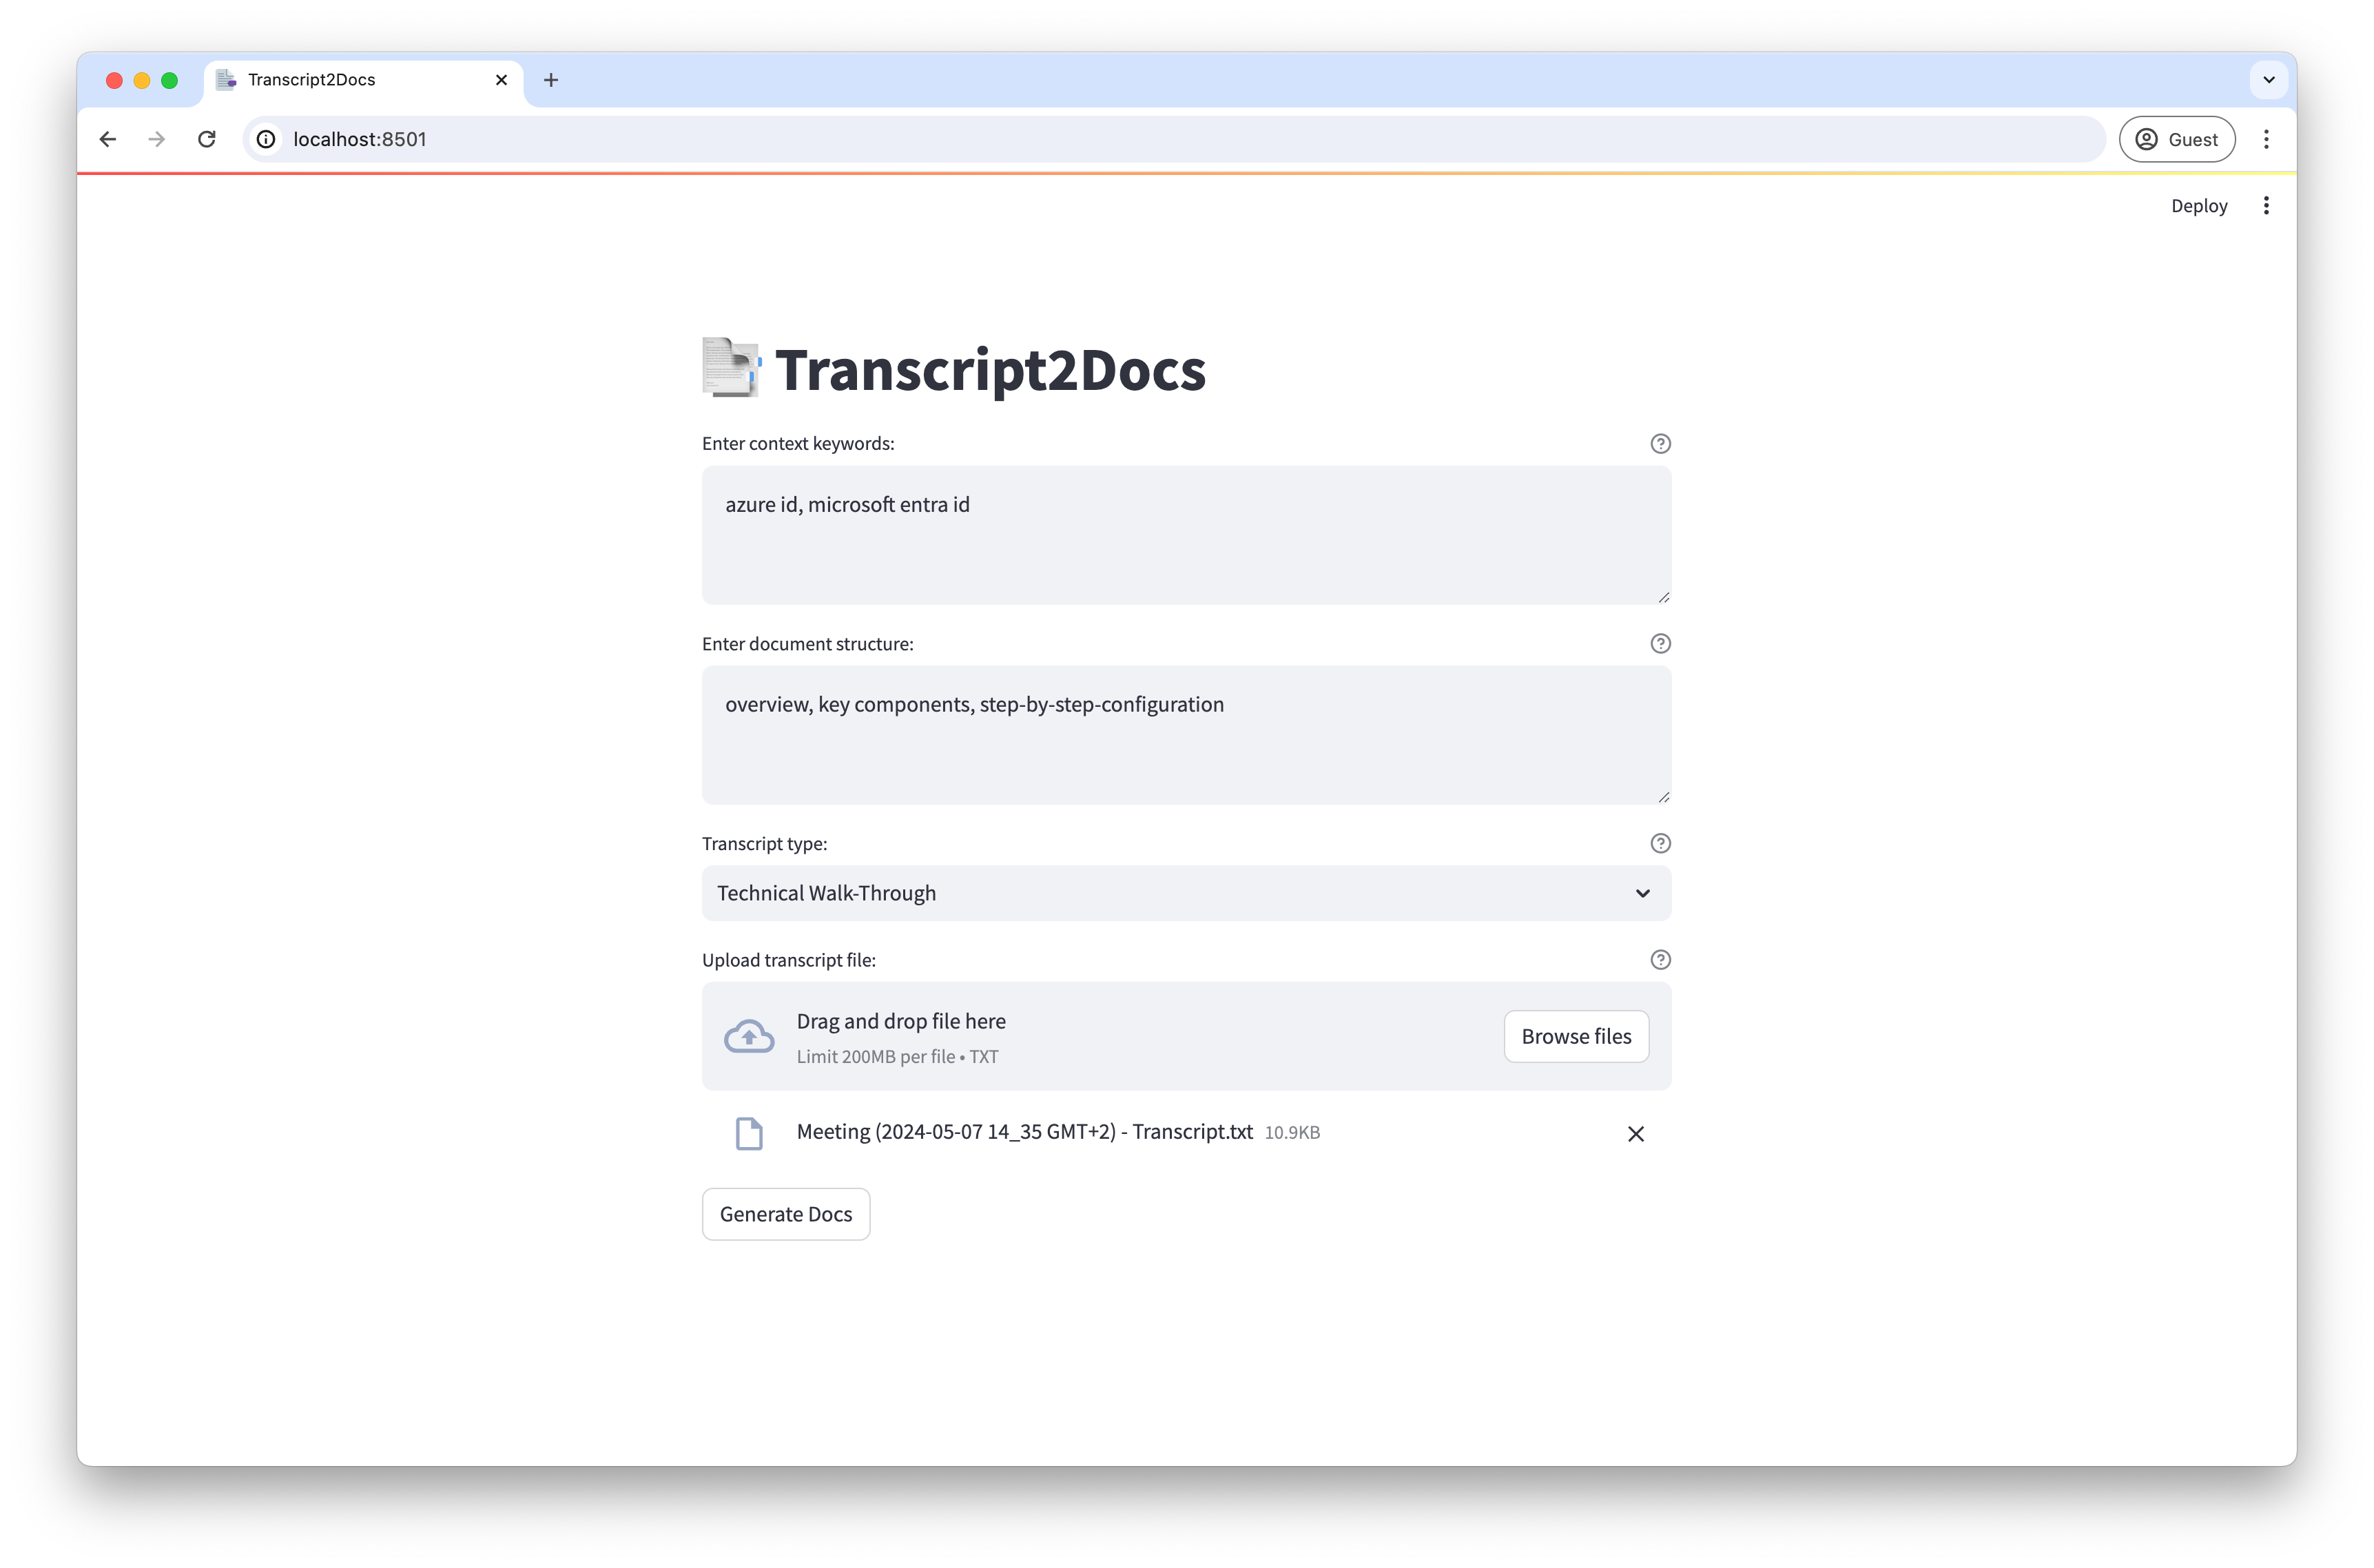 Transcript2Docs
localhost:8501
Guest
Deploy
Transcript2Docs
Enter context keywords:
azure id, microsoft entra id
Enter document structure:
overview, key components, step-by-step-configuration
Transcript type:
Technical Walk-Through
Upload transcript file:
Drag and drop file here
Limit 200MB per file • TXT
Browse files
Meeting (2024-05-07 14_35 GMT+2) - Transcript.txt 10.9KB
Generate Docs